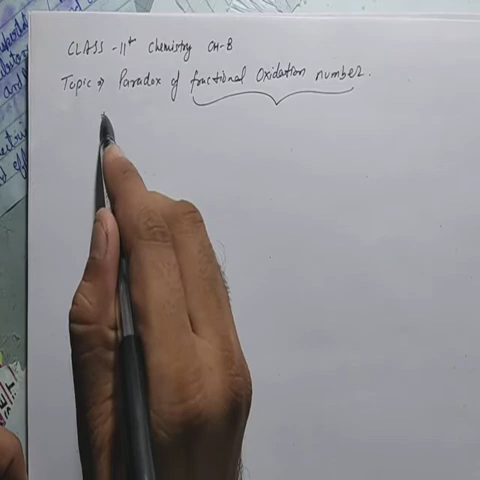 CLASS - 11th Chemistry CH-8
Topic => Paradox of fractional Oxidation number.